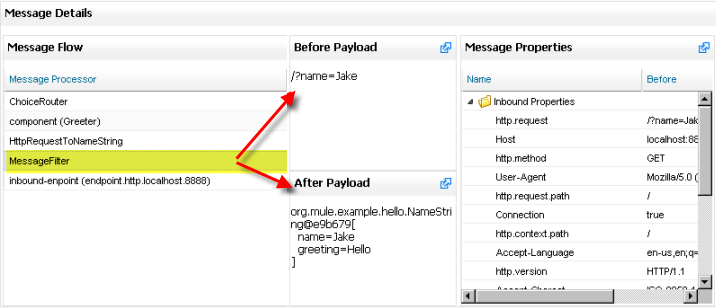 Message Details
Message Flow
Message Processor
ChoiceRouter
component (Greeter)
HttpRequestToNameString
MessageFilter
inbound-enpoint (endpoint.http.localhost.8888)
Before Payload
/?name=Jake
After Payload
org.mule.example.hello.NameStri
ng@e9b679[
name=Jake
greeting=Hello
]
Message Properties
Name Before
Inbound Properties
http.request /?name=Jak
Host localhost:88
http.method GET
User-Agent Mozilla/5.0 (
http.request.path /
Connection true
http.context.path /
Accept-Language en-us,en;q=
http.version HTTP/1.1